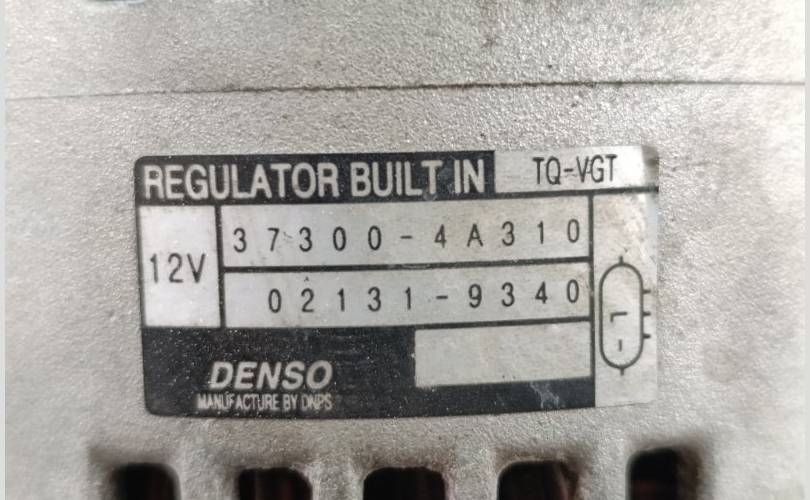 REGULATOR BUILT IN TQ-VGT
12V
37300-4A310
02131-9340
L -
DENSO
MANUFACTURE BY DNPS